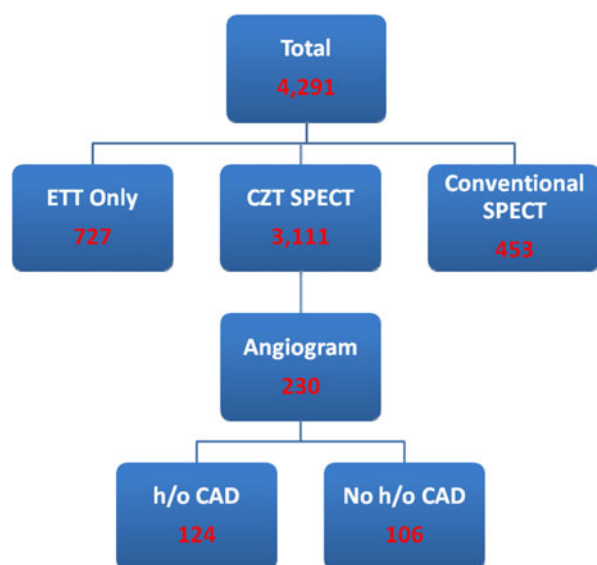 Total
4,291
ETT Only
727
CZT SPECT
3,111
Conventional
SPECT
453
Angiogram
230
h/o CAD
124
No h/o CAD
106